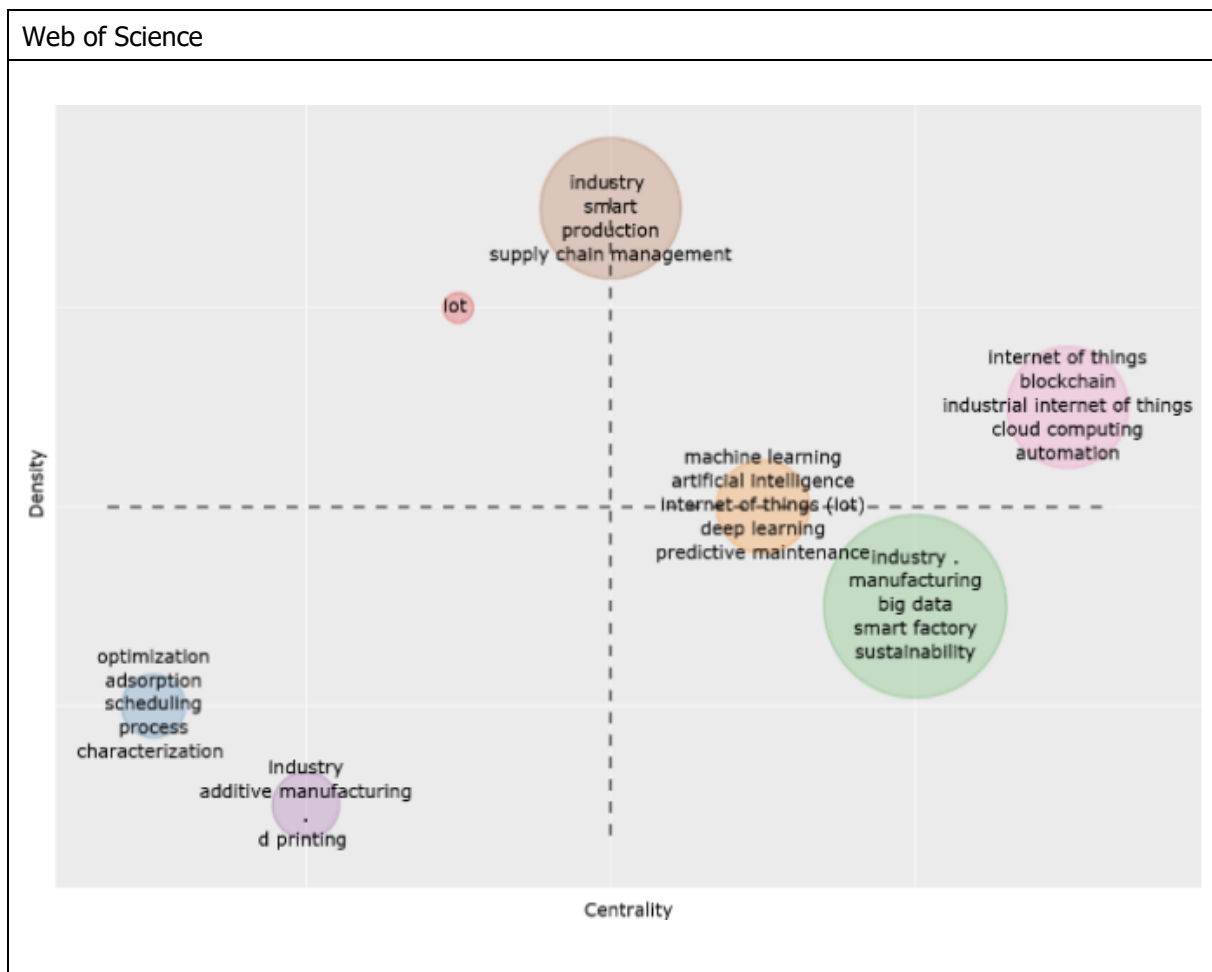 Web of Science
industry
smart
production
supply chain management
iot
internet of things
blockchain
industrial internet of things
cloud computing
automation
machine learning
artificial intelligence
internet of things (iot)
deep learning
predictive maintenance
industry .
manufacturing
big data
smart factory
sustainability
Density
optimization
adsorption
scheduling
process
characterization
industry
additive manufacturing
.
d printing
Centrality